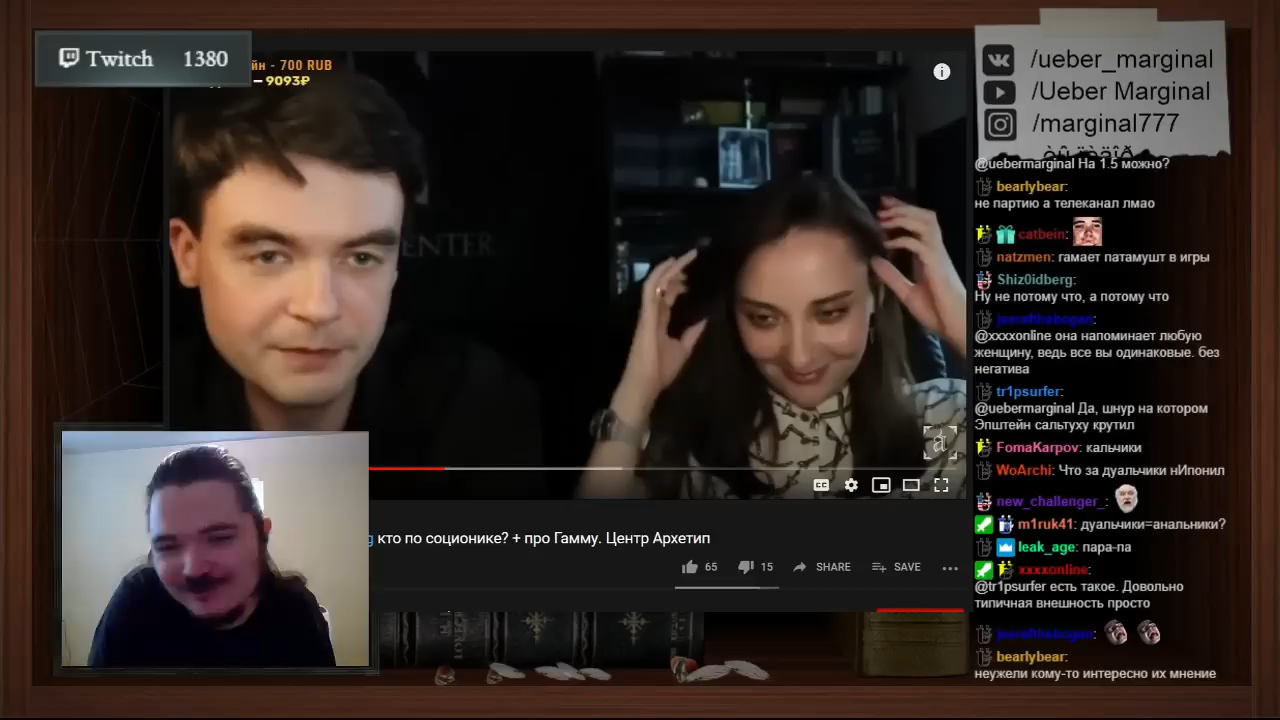 Twitch 1380
йн - 700 RUB
— 9093₽
CENTER
кто по соционике? + про Гамму. Центр Архетип
65
15
SHARE
SAVE
/ueber_marginal
/Ueber Marginal
/marginal777
@uebermarginal На 1.5 можно?
bearlybear:
не партию а телеканал лмао
catbein:
natzmen: гамает патамушт в игры
Shiz0idberg:
Ну не потому что, а потому что
@xxxxonline она напоминает любую
женщину, ведь все вы одинаковые. без
негатива
tr1psurfer:
@uebermarginal Да, шнур на котором
Эпштейн сальтуху крутил
FomaKarpov: кальчики
WoArchi: Что за дуальчики нИпонил
new_challenger_:
m1ruk41: дуальчики=анальники?
leak_age: пара-па
xxxxonline:
@tr1psurfer есть такое. Довольно
типичная внешность просто
bearlybear:
неужели кому-то интересно их мнение